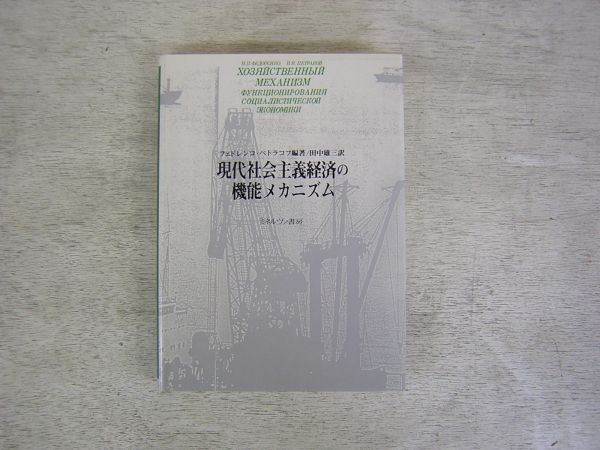 Н.П.ФЕДОРЕНКО Н.Я.ПЕТРАКОВ
ХОЗЯЙСТВЕННЫЙ
МЕХАНИЗМ
ФУНКЦИОНИРОВАНИЯ
СОЦИАЛИСТИЧЕСКОЙ
ЭКОНОМИКИ
フェドレンコ・ペトラコフ編著/田中雄三訳
現代社会主義経済の
機能メカニズム
ミネルヴァ書房